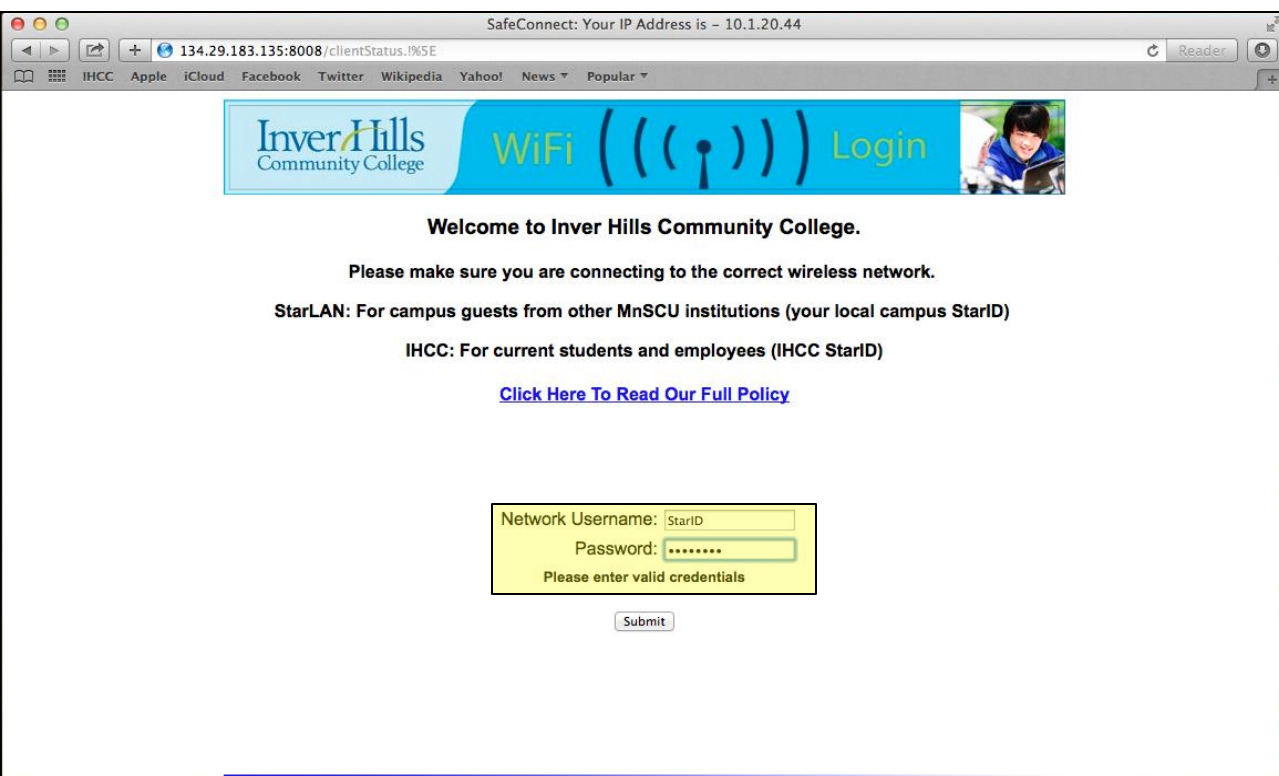 SafeConnect: Your IP Address is – 10.1.20.44
134.29.183.135:8008/clientStatus.!%5E
Reader
IHCC Apple iCloud Facebook Twitter Wikipedia Yahoo! News ▾ Popular ▾
Inver Hills
Community College
WiFi
Login
Welcome to Inver Hills Community College.
Please make sure you are connecting to the correct wireless network.
StarLAN: For campus guests from other MnSCU institutions (your local campus StarID)
IHCC: For current students and employees (IHCC StarID)
Click Here To Read Our Full Policy
Network Username: StarID
Password: ••••••••
Please enter valid credentials
Submit